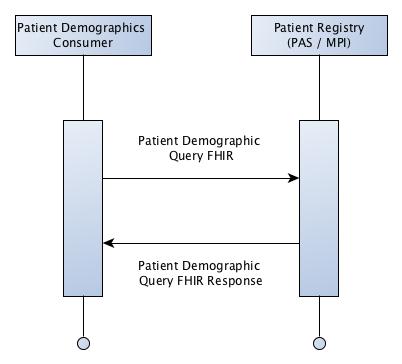 Patient Demographics
Consumer
Patient Registry
(PAS / MPI)
Patient Demographic
Query FHIR
Patient Demographic
Query FHIR Response